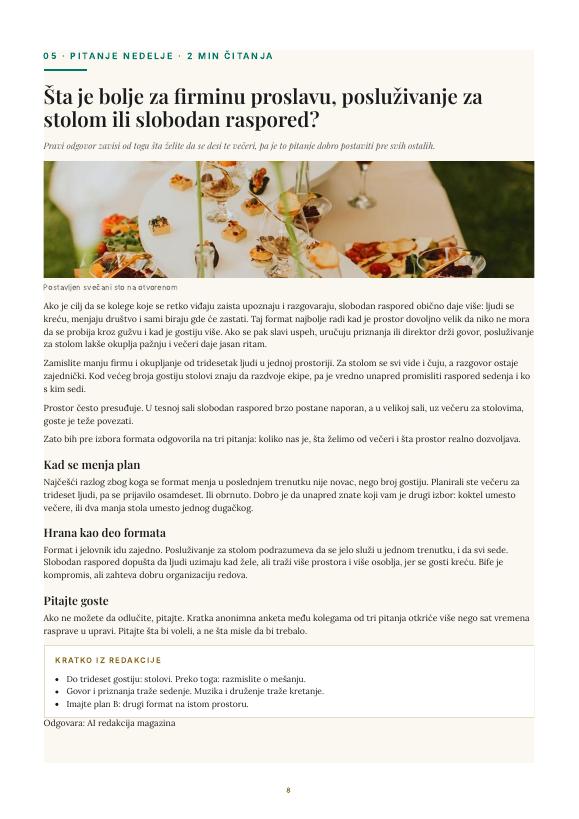 05 · PITANJE NEDELJE · 2 MIN ČITANJA
Šta je bolje za firminu proslavu, posluživanje za
stolom ili slobodan raspored?
Pravi odgovor zavisi od toga šta želite da se desi te večeri, pa je to pitanje dobro postaviti pre svih ostalih.
Postavljen svečani sto na otvorenom
Ako je cilj da se kolege koje se retko viđaju zaista upoznaju i razgovaraju, slobodan raspored obično daje više: ljudi se
kreću, menjaju društvo i sami biraju gde će zastati. Taj format najbolje radi kad je prostor dovoljno velik da niko ne mora
da se probija kroz gužvu i kad je gostiju više. Ako se pak slavi uspeh, uručuju priznanja ili direktor drži govor, posluživanje
za stolom lakše okuplja pažnju i večeri daje jasan ritam.
Zamislite manju firmu i okupljanje od tridesetak ljudi u jednoj prostoriji. Za stolom se svi vide i čuju, a razgovor ostaje
zajednički. Kod većeg broja gostiju stolovi znaju da razdvoje ekipe, pa je vredno unapred promisliti raspored sedenja i ko
s kim sedi.
Prostor često presuđuje. U tesnoj sali slobodan raspored brzo postane naporan, a u velikoj sali, uz večeru za stolovima,
goste je teže povezati.
Zato bih pre izbora formata odgovorila na tri pitanja: koliko nas je, šta želimo od večeri i šta prostor realno dozvoljava.
Kad se menja plan
Najčešći razlog zbog koga se format menja u poslednjem trenutku nije novac, nego broj gostiju. Planirali ste večeru za
trideset ljudi, pa se prijavilo osamdeset. Ili obrnuto. Dobro je da unapred znate koji vam je drugi izbor: koktel umesto
večere, ili dva manja stola umesto jednog dugačkog.
Hrana kao deo formata
Format i jelovnik idu zajedno. Posluživanje za stolom podrazumeva da se jelo služi u jednom trenutku, i da svi sede.
Slobodan raspored dopušta da ljudi uzimaju kad žele, ali traži više prostora i više osoblja, jer se gosti kreću. Bife je
kompromis, ali zahteva dobru organizaciju redova.
Pitajte goste
Ako ne možete da odlučite, pitajte. Kratka anonimna anketa među kolegama od tri pitanja otkriće više nego sat vremena
rasprave u upravi. Pitajte šta bi voleli, a ne šta misle da bi trebalo.
KRATKO IZ REDAKCIJE
• Do trideset gostiju: stolovi. Preko toga: razmislite o mešanju.
• Govor i priznanja traže sedenje. Muzika i druženje traže kretanje.
• Imajte plan B: drugi format na istom prostoru.
Odgovara: AI redakcija magazina
8